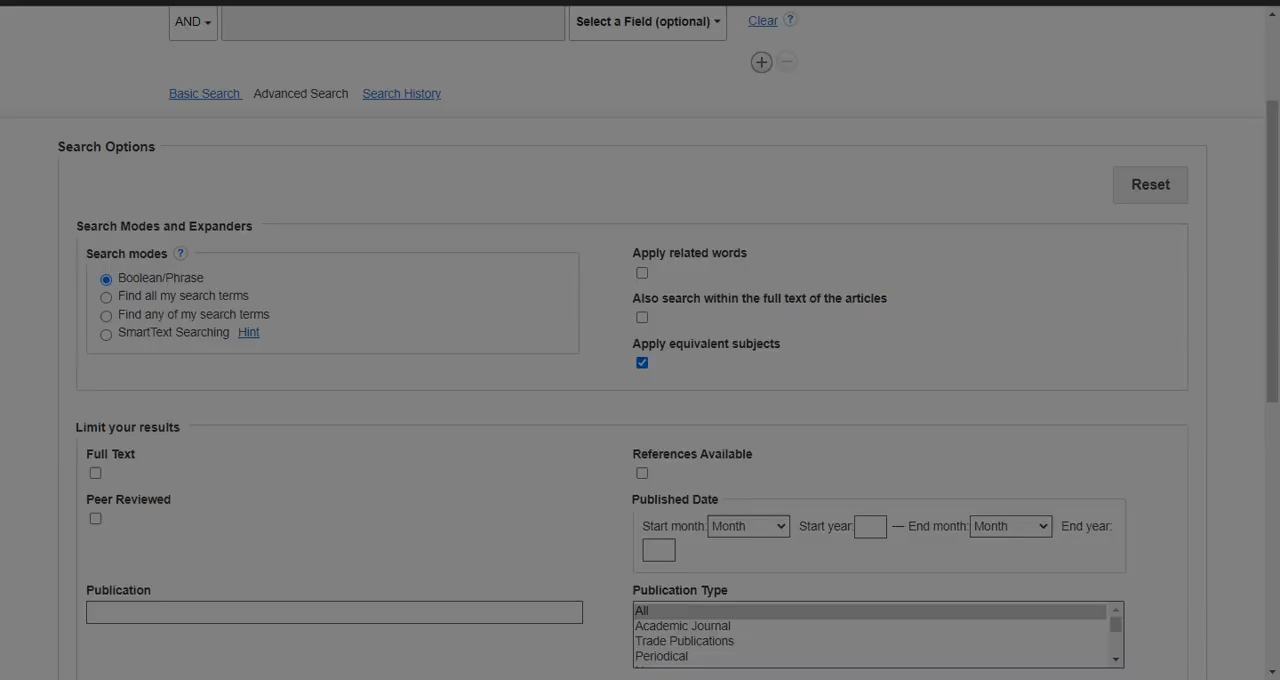 AND Select a Field (optional) Clear ?
Basic Search Advanced Search Search History
Search Options
Reset
Search Modes and Expanders
Search modes ?
Boolean/Phrase
Find all my search terms
Find any of my search terms
SmartText Searching Hint
Apply related words
Also search within the full text of the articles
Apply equivalent subjects
Limit your results
Full Text
Peer Reviewed
Publication
References Available
Published Date
Start month: Month Start year: — End month: Month End year:
Publication Type
All
Academic Journal
Trade Publications
Periodical